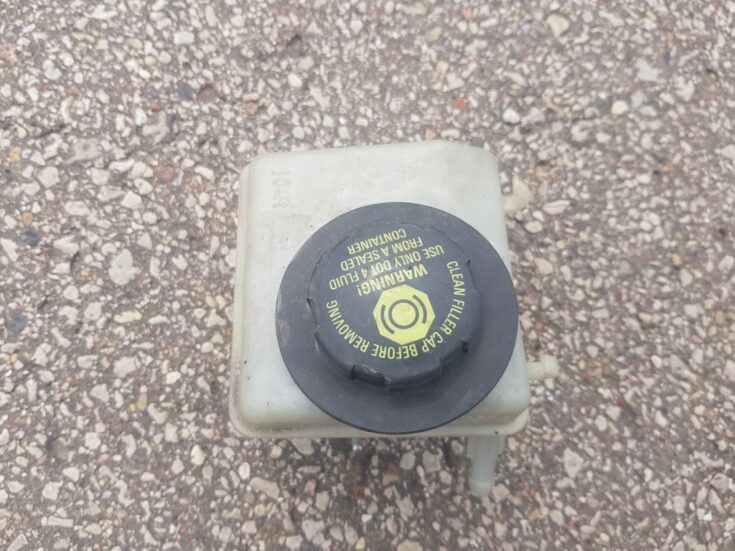 WARNING!
USE ONLY DOT 4 FLUID
FROM A SEALED
CONTAINER
CLEAN FILLER CAP BEFORE REMOVING